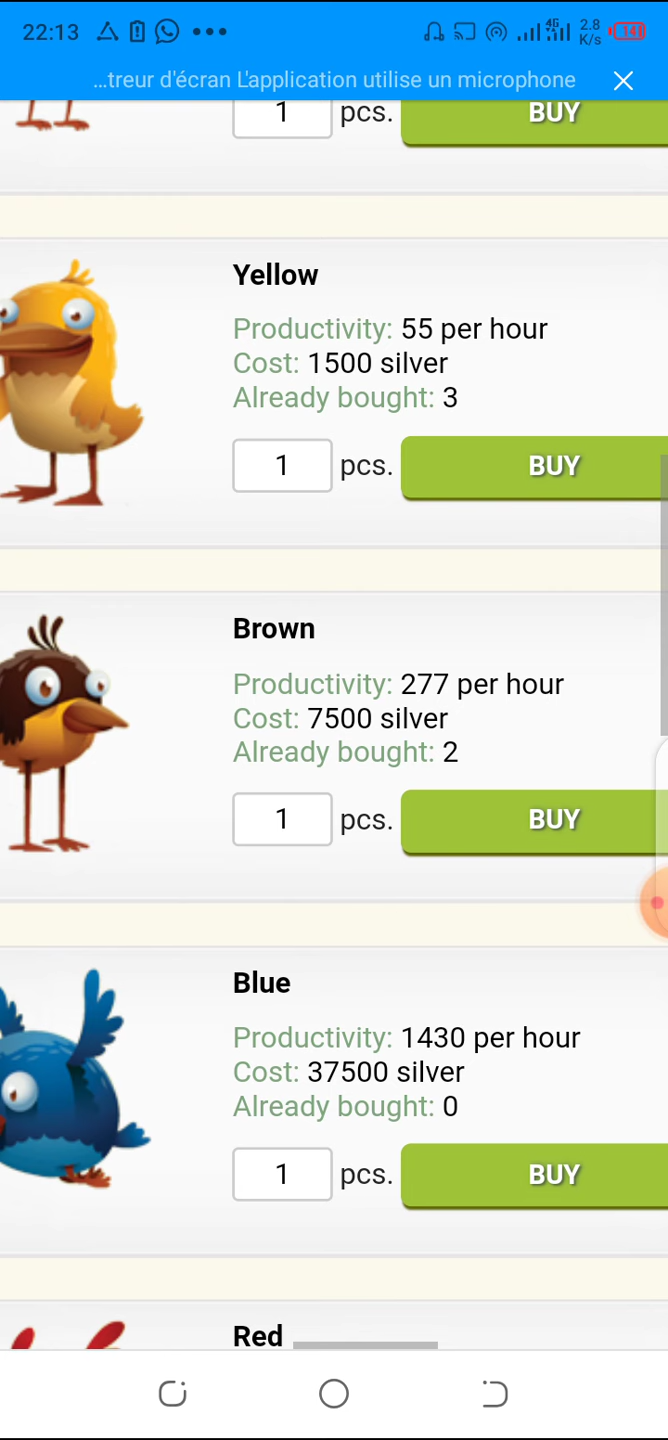 22:13
4G
2.8
K/s
14
...treur d'écran L'application utilise un microphone
1 pcs. BUY
Yellow
Productivity: 55 per hour
Cost: 1500 silver
Already bought: 3
1 pcs. BUY
Brown
Productivity: 277 per hour
Cost: 7500 silver
Already bought: 2
1 pcs. BUY
Blue
Productivity: 1430 per hour
Cost: 37500 silver
Already bought: 0
1 pcs. BUY
Red